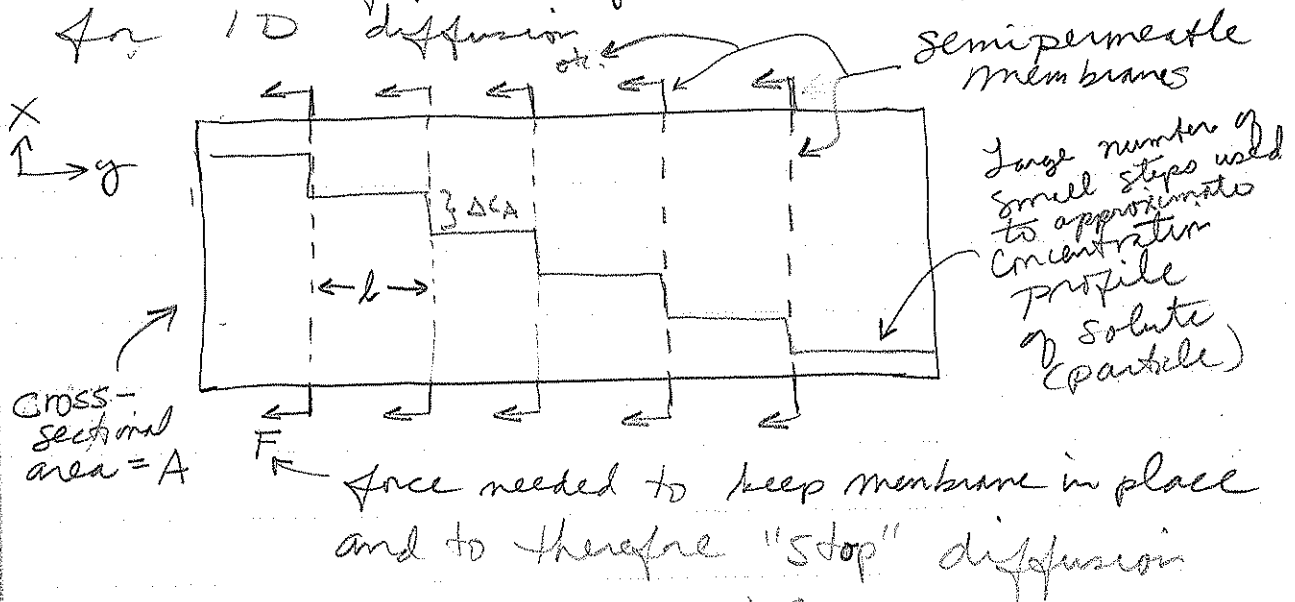 for 1D diffusion
semipermeable
membranes
X
y
Large number of
small steps used
to approximate
concentration
profile
of solute
(particle)
} ΔCA
← l →
cross-
sectional
area = A
F
force needed to keep membrane in place
and to therefore "stop" diffusion